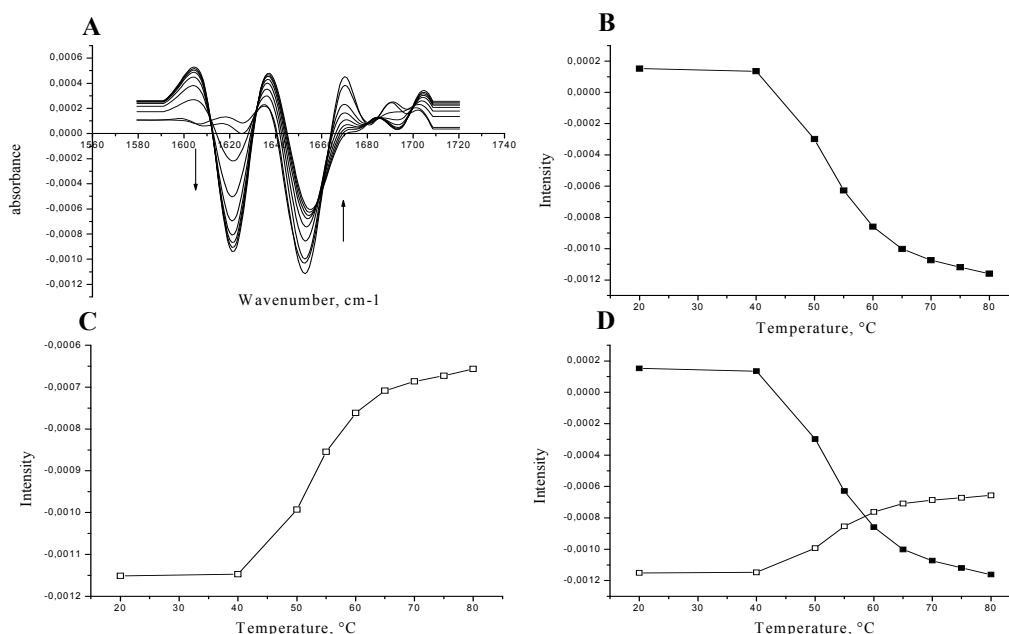 A
0,0006
0,0004
0,0002
0,0000
-0,0002
-0,0004
-0,0006
-0,0008
-0,0010
-0,0012
1560 1580 1600 1620 1640 1660 1680 1700 1720 1740
absorbance
Wavenumber, cm-1
B
0,0002
0,0000
-0,0002
-0,0004
-0,0006
-0,0008
-0,0010
-0,0012
20 30 40 50 60 70 80
Intensity
Temperature, °C
C
-0,0006
-0,0007
-0,0008
-0,0009
-0,0010
-0,0011
-0,0012
20 30 40 50 60 70 80
Intensity
Temperature, °C
D
0,0002
0,0000
-0,0002
-0,0004
-0,0006
-0,0008
-0,0010
-0,0012
20 30 40 50 60 70 80
Intensity
Temperature, °C